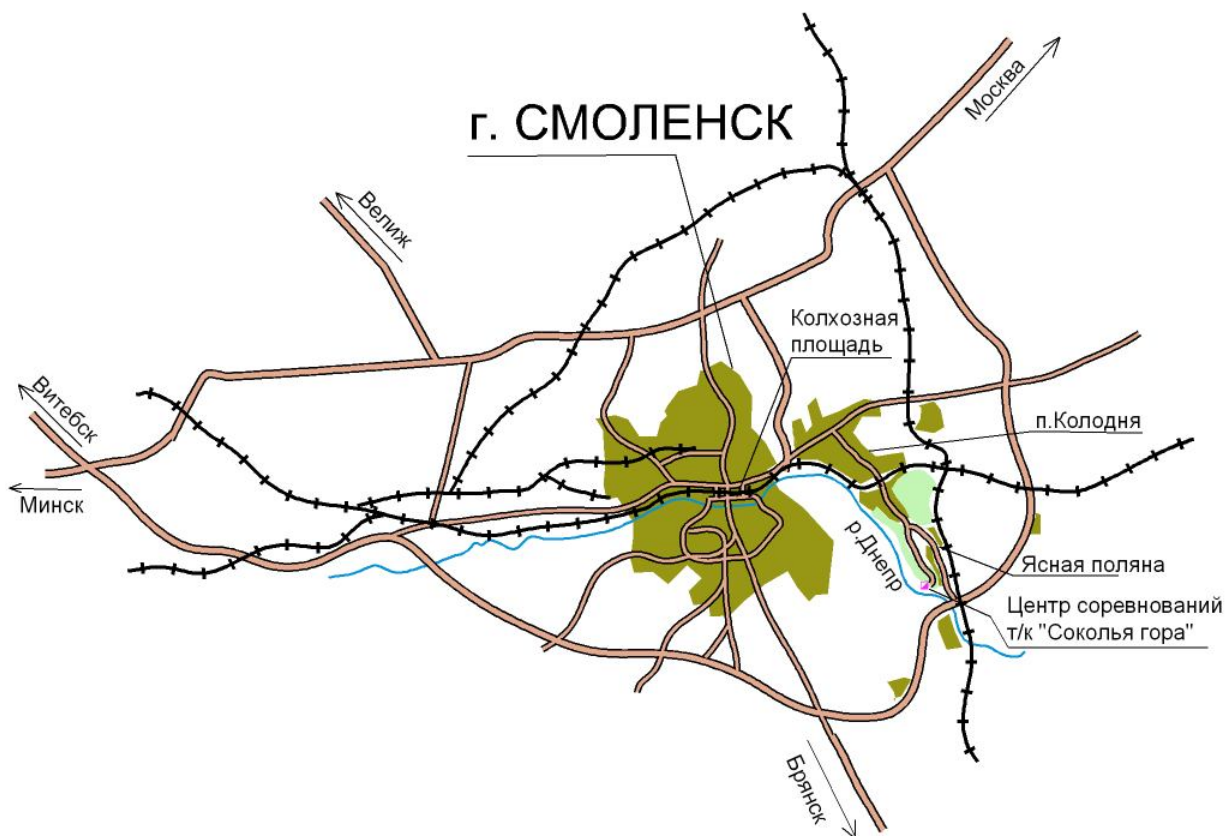 Москва
г. СМОЛЕНСК
Велиж
Колхозная
площадь
Витебск
п.Колодня
Минск
р.Днепр
Ясная поляна
Центр соревнований
т/к "Соколья гора"
Брянск